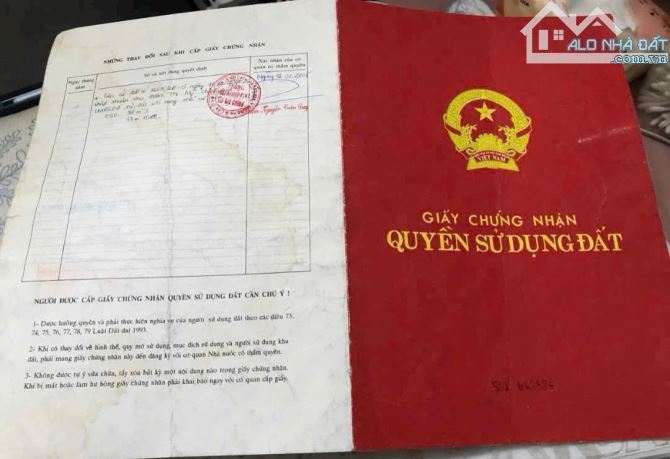 NHỮNG THAY ĐỔI SAU KHI CẤP GIẤY CHỨNG NHẬN
Ngày tháng năm
Số và nội dung quyết định
Xác nhận của cơ quan có thẩm quyền
NGƯỜI ĐƯỢC CẤP GIẤY CHỨNG NHẬN QUYỀN SỬ DỤNG ĐẤT CẦN CHÚ Ý !
1- Được hưởng quyền và phải thực hiện nghĩa vụ của người sử dụng đất theo các điều 73,
74, 75, 76, 77, 78, 79 Luật Đất đai 1993.
2- Khi có thay đổi về hình thể, quy mô sử dụng, mục đích sử dụng và người sử dụng khu
đất, phải mang giấy chứng nhận này đến đăng ký với cơ quan Nhà nước có thẩm quyền.
3- Không được tự ý sửa chữa, tẩy xóa bất kỳ một nội dung nào trong giấy chứng nhận.
Khi bị mất hoặc làm hư hỏng giấy chứng nhận phải khai báo ngay với cơ quan cấp giấy.
ALO NHÀ ĐẤT
.com.vn
VIỆT NAM
GIẤY CHỨNG NHẬN
QUYỀN SỬ DỤNG ĐẤT